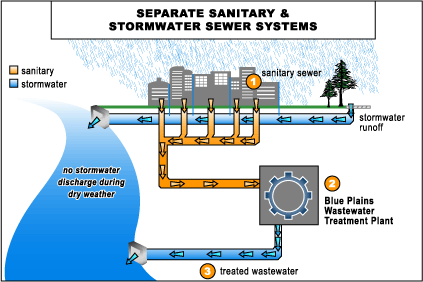 SEPARATE SANITARY &
STORMWATER SEWER SYSTEMS
sanitary
stormwater
1
sanitary sewer
stormwater
runoff
no stormwater
discharge during
dry weather
2
Blue Plains
Wastewater
Treatment Plant
3
treated wastewater